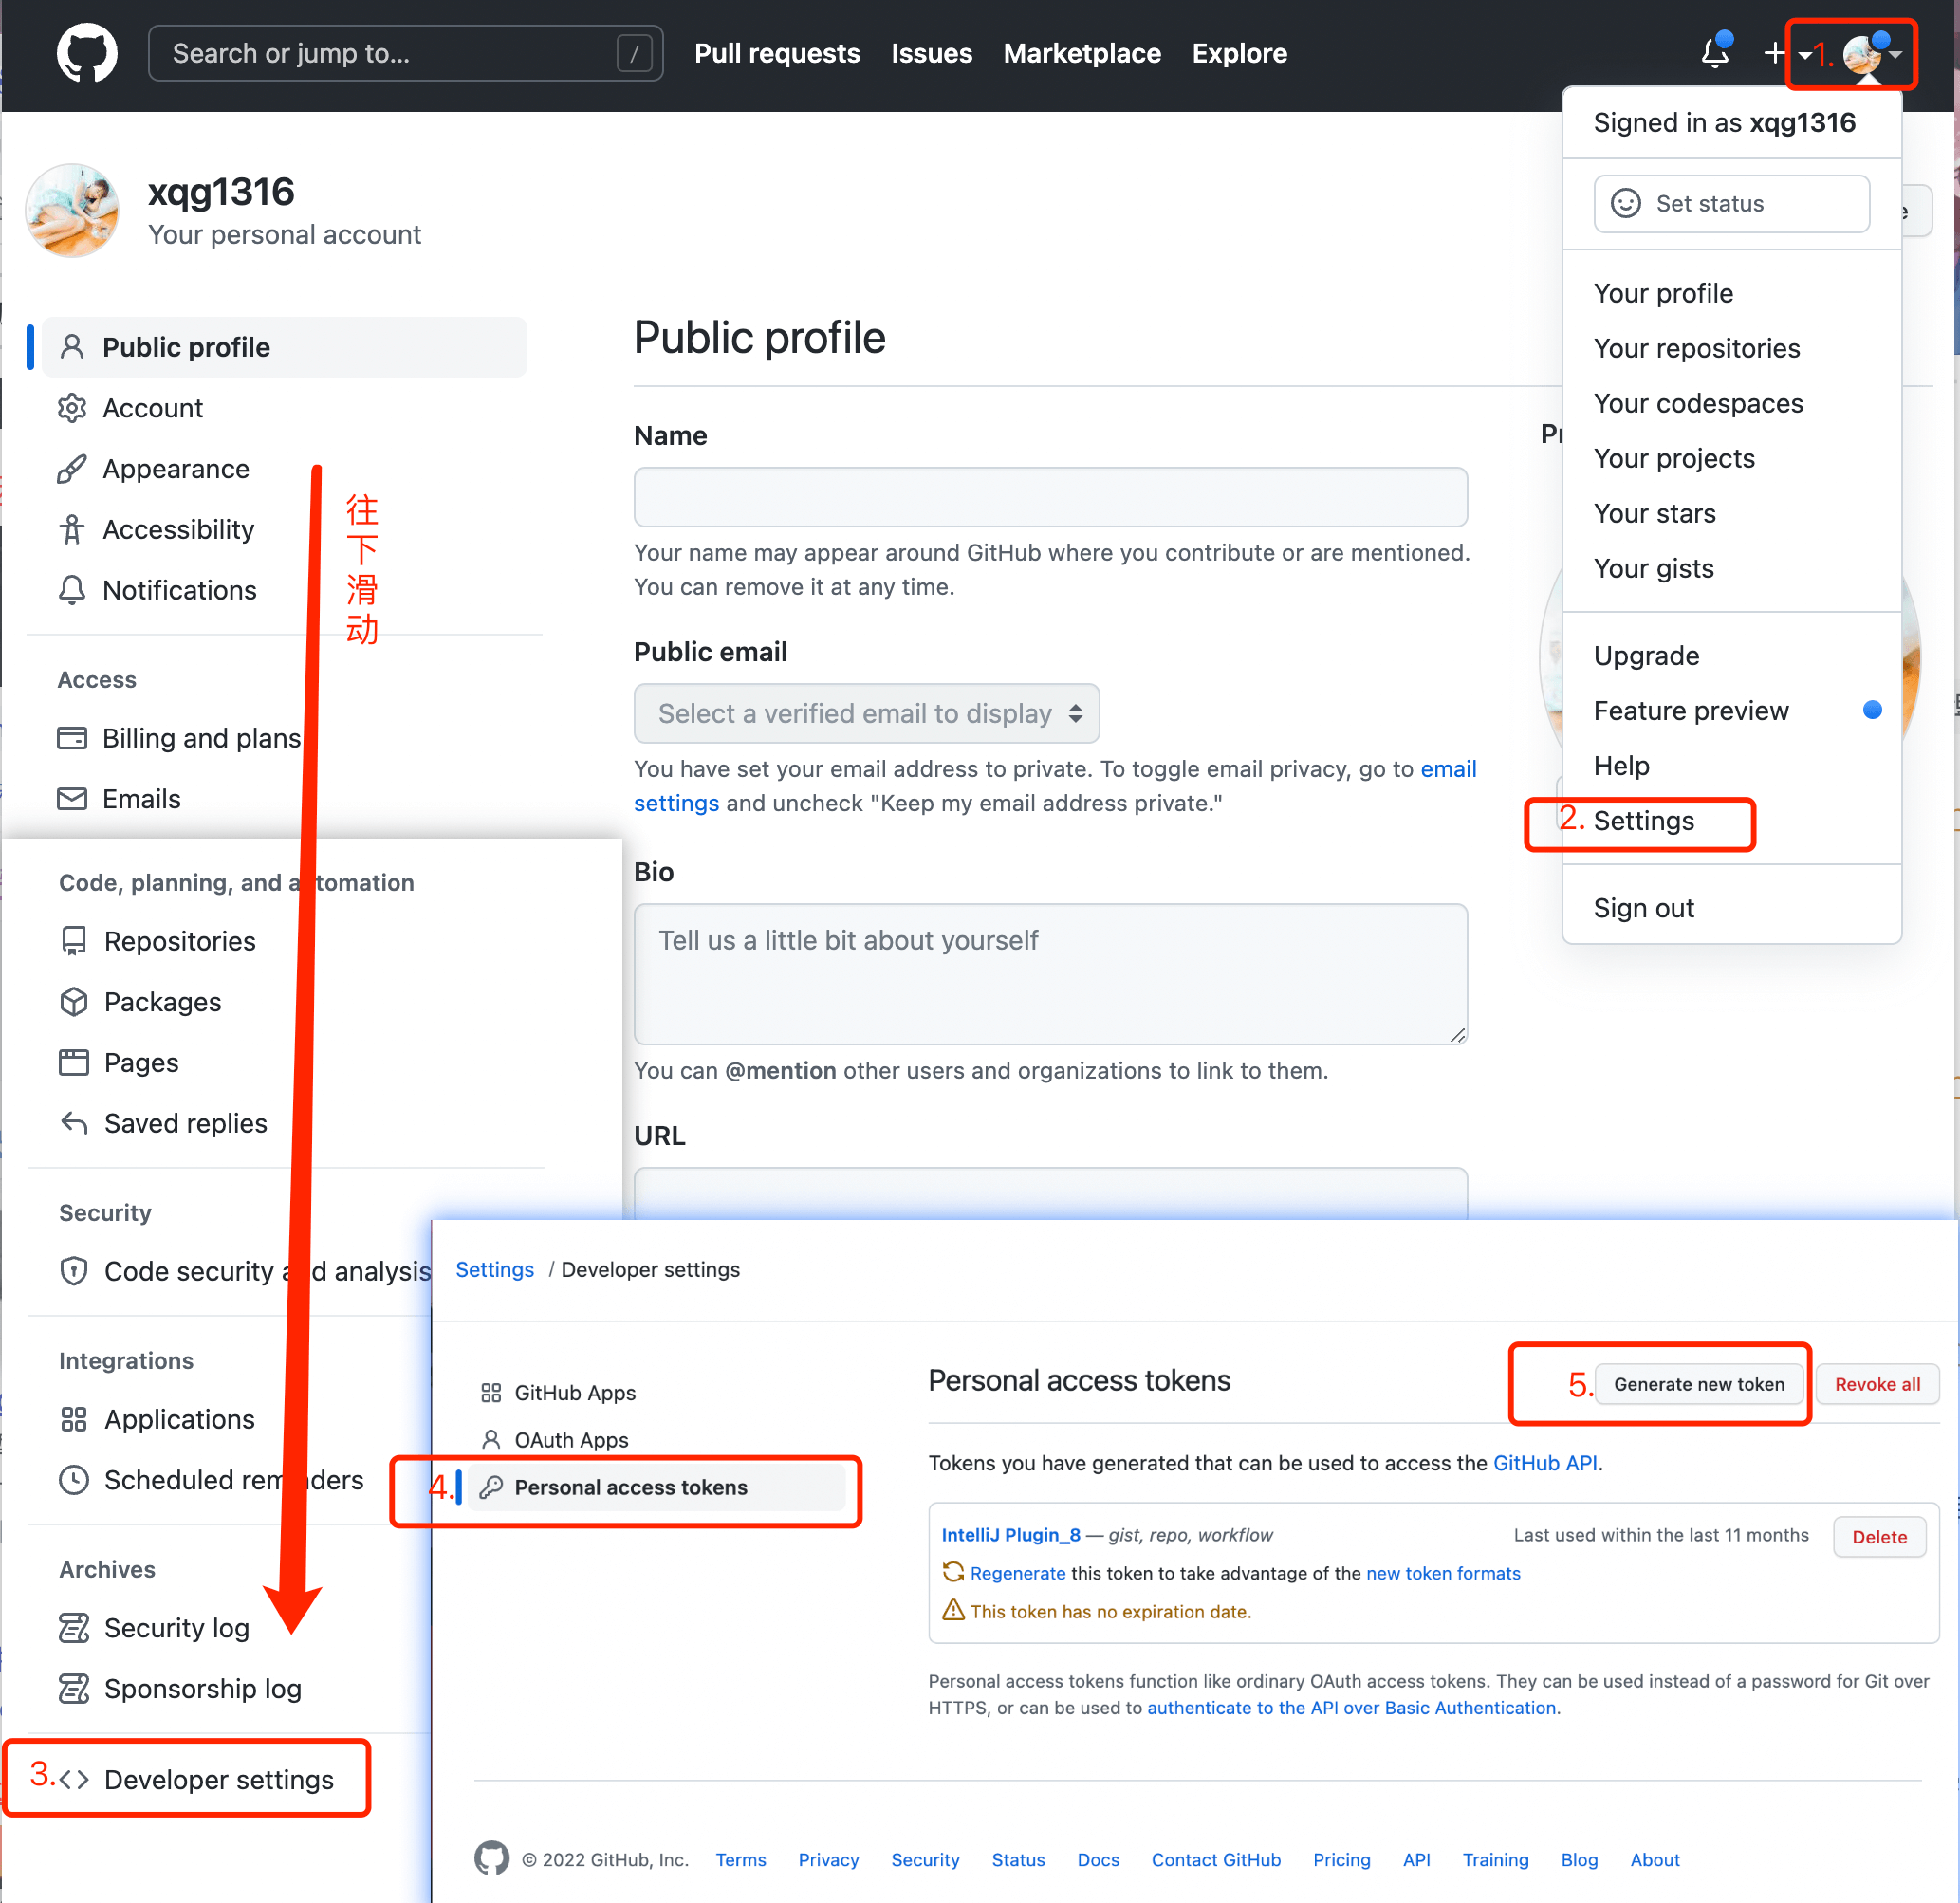 Search or jump to...
/
Pull requests
Issues
Marketplace
Explore
1.
Signed in as xqg1316
Set status
Your profile
Your repositories
Your codespaces
Your projects
Your stars
Your gists
Upgrade
Feature preview
Help
2. Settings
Sign out
xqg1316
Your personal account
Public profile
Account
Appearance
Accessibility
Notifications
往
下
滑
动
Access
Billing and plans
Emails
Code, planning, and automation
Repositories
Packages
Pages
Saved replies
Security
Code security and analysis
Integrations
Applications
Scheduled reminders
Archives
Security log
Sponsorship log
3. Developer settings
Public profile
Name
Your name may appear around GitHub where you contribute or are mentioned.
You can remove it at any time.
Public email
Select a verified email to display
You have set your email address to private. To toggle email privacy, go to email
settings and uncheck "Keep my email address private."
Bio
Tell us a little bit about yourself
You can @mention other users and organizations to link to them.
URL
Settings / Developer settings
GitHub Apps
OAuth Apps
4. Personal access tokens
Personal access tokens
5. Generate new token
Revoke all
Tokens you have generated that can be used to access the GitHub API.
IntelliJ Plugin_8 — gist, repo, workflow
Last used within the last 11 months
Delete
Regenerate this token to take advantage of the new token formats
This token has no expiration date.
Personal access tokens function like ordinary OAuth access tokens. They can be used instead of a password for Git over
HTTPS, or can be used to authenticate to the API over Basic Authentication.
© 2022 GitHub, Inc.
Terms
Privacy
Security
Status
Docs
Contact GitHub
Pricing
API
Training
Blog
About